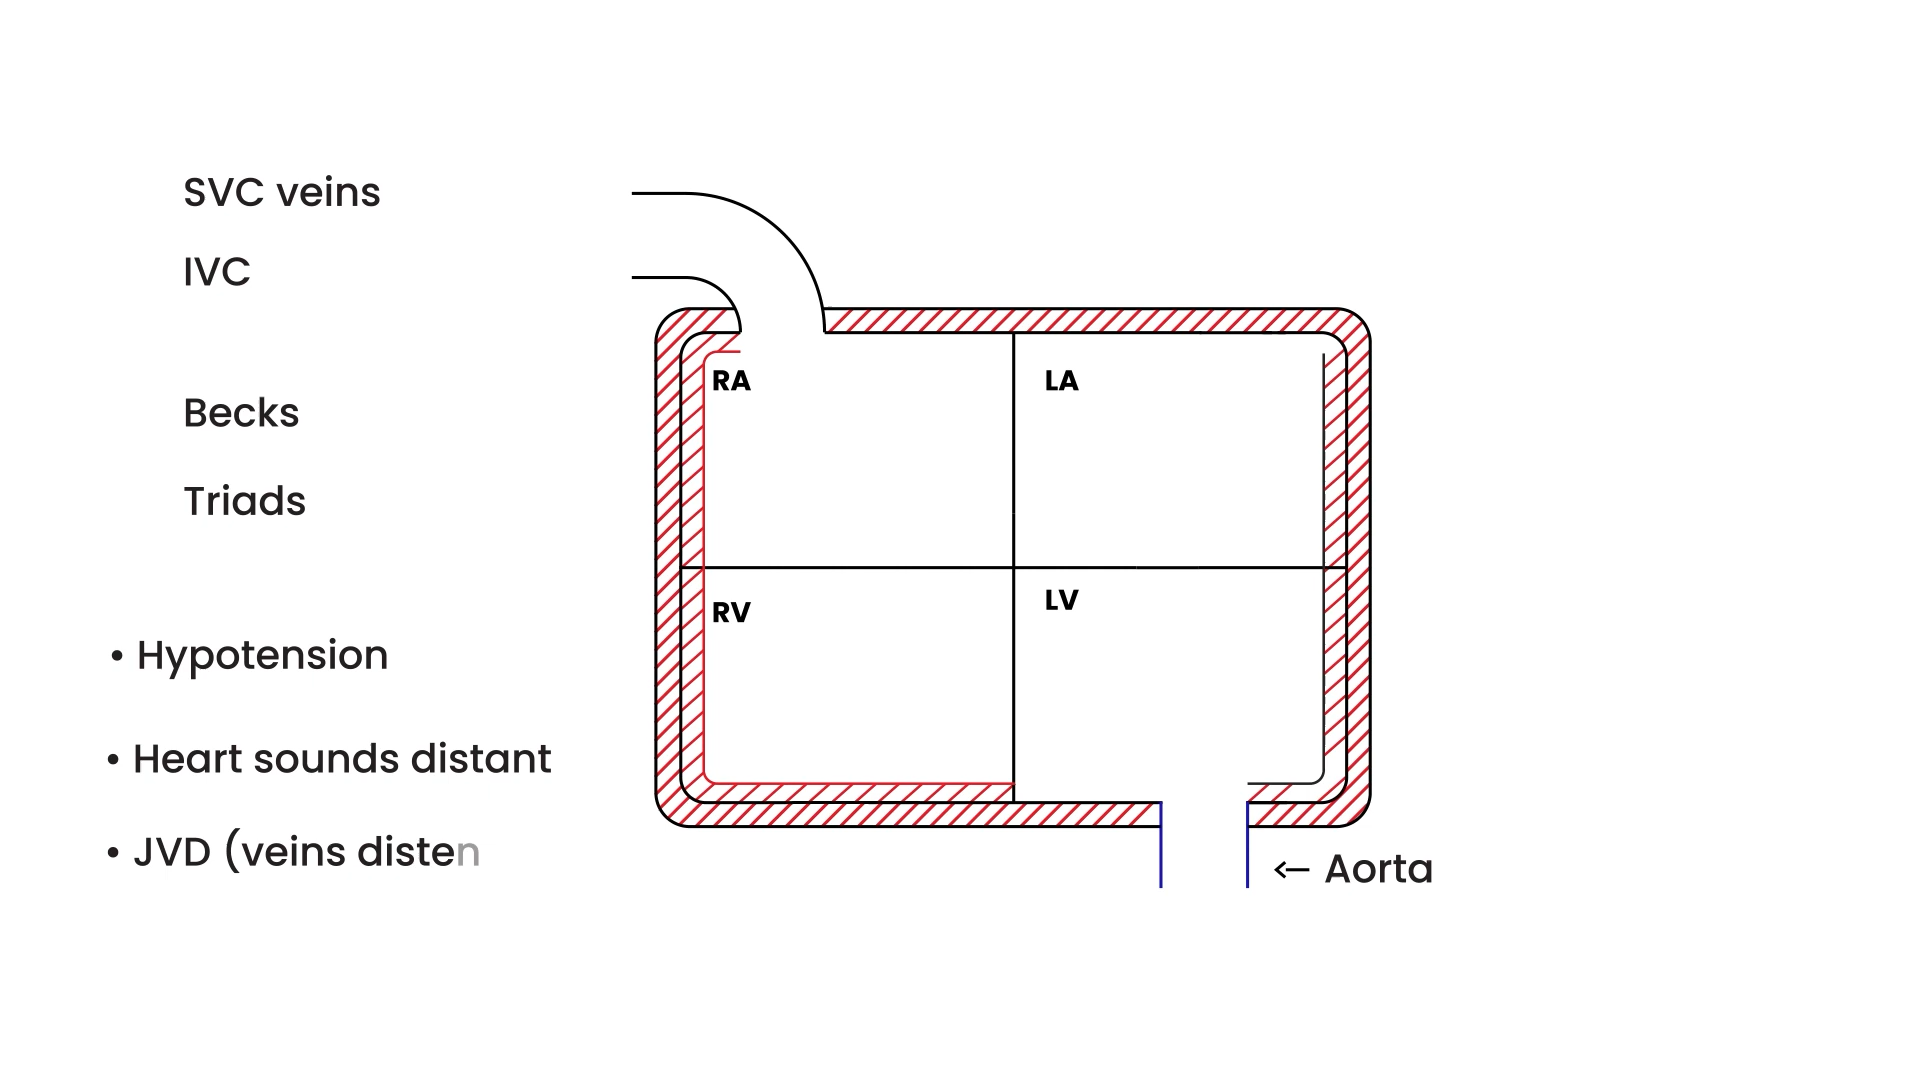 SVC veins
IVC
Becks
Triads
• Hypotension
• Heart sounds distant
• JVD (veins disten
RA
LA
RV
LV
← Aorta